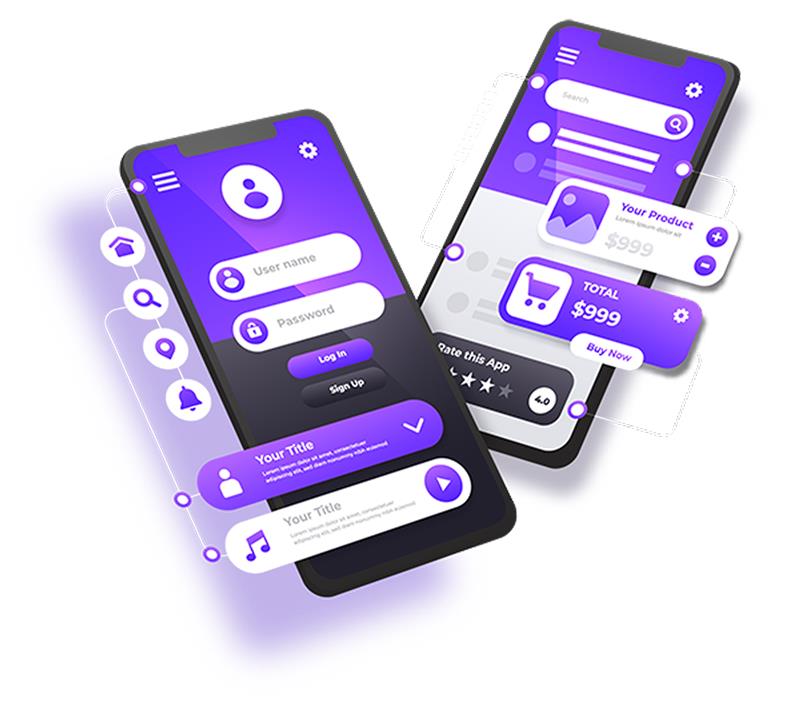 User name
Password
Log In
Sign Up
Your Title
Lorem ipsum dolor sit amet, consectetuer
adipiscing elit, sed diam nonummy nibh euismod
Your Title
Lorem ipsum dolor sit amet, consectetuer
adipiscing elit, sed diam nonummy nibh euismod
Search
Your Product
Lorem ipsum dolor sit
$999
TOTAL
$999
Buy Now
Rate this App
4.0